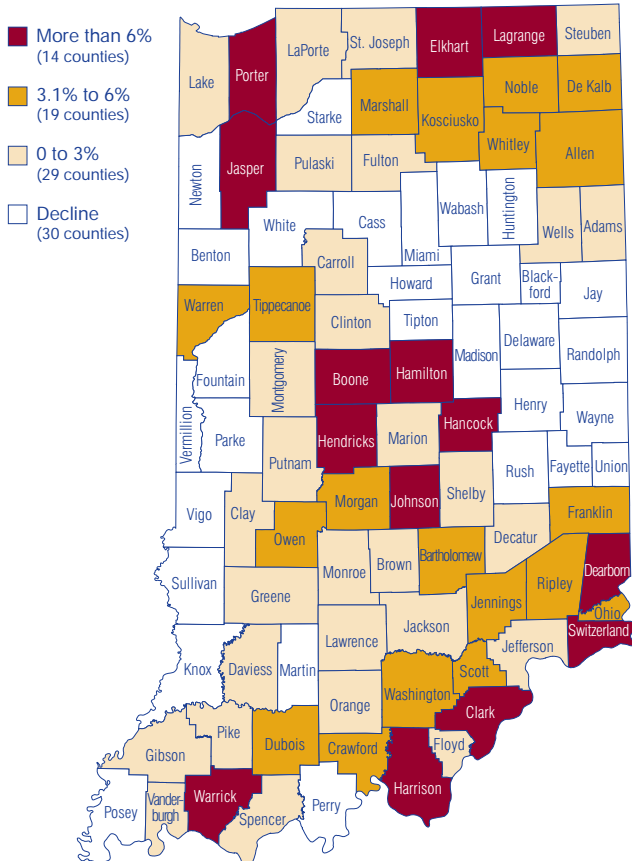 More than 6%
(14 counties)
3.1% to 6%
(19 counties)
0 to 3%
(29 counties)
Decline
(30 counties)
Lake
Porter
LaPorte
St. Joseph
Elkhart
Lagrange
Steuben
Starke
Marshall
Kosciusko
Noble
De Kalb
Newton
Jasper
Pulaski
Fulton
Whitley
Allen
White
Cass
Miami
Wabash
Huntington
Wells
Adams
Benton
Carroll
Howard
Grant
Black-
ford
Jay
Warren
Tippecanoe
Clinton
Tipton
Madison
Delaware
Randolph
Fountain
Montgomery
Boone
Hamilton
Vermillion
Parke
Putnam
Hendricks
Marion
Hancock
Henry
Wayne
Rush
Fayette
Union
Vigo
Clay
Owen
Morgan
Johnson
Shelby
Decatur
Franklin
Sullivan
Greene
Monroe
Brown
Bartholomew
Jennings
Ripley
Dearborn
Ohio
Switzerland
Knox
Daviess
Martin
Lawrence
Jackson
Jefferson
Scott
Orange
Washington
Clark
Gibson
Pike
Dubois
Crawford
Floyd
Harrison
Posey
Vander-
burgh
Warrick
Spencer
Perry